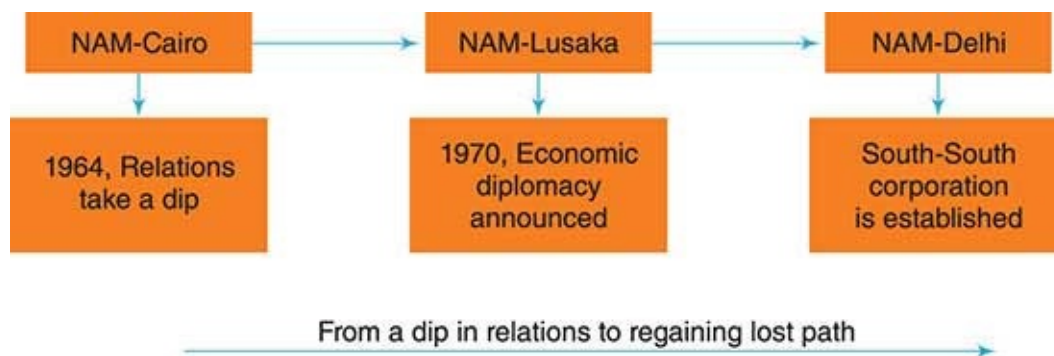 NAM-Cairo
NAM-Lusaka
NAM-Delhi
1964, Relations
take a dip
1970, Economic
diplomacy
announced
South-South
corporation
is established
From a dip in relations to regaining lost path